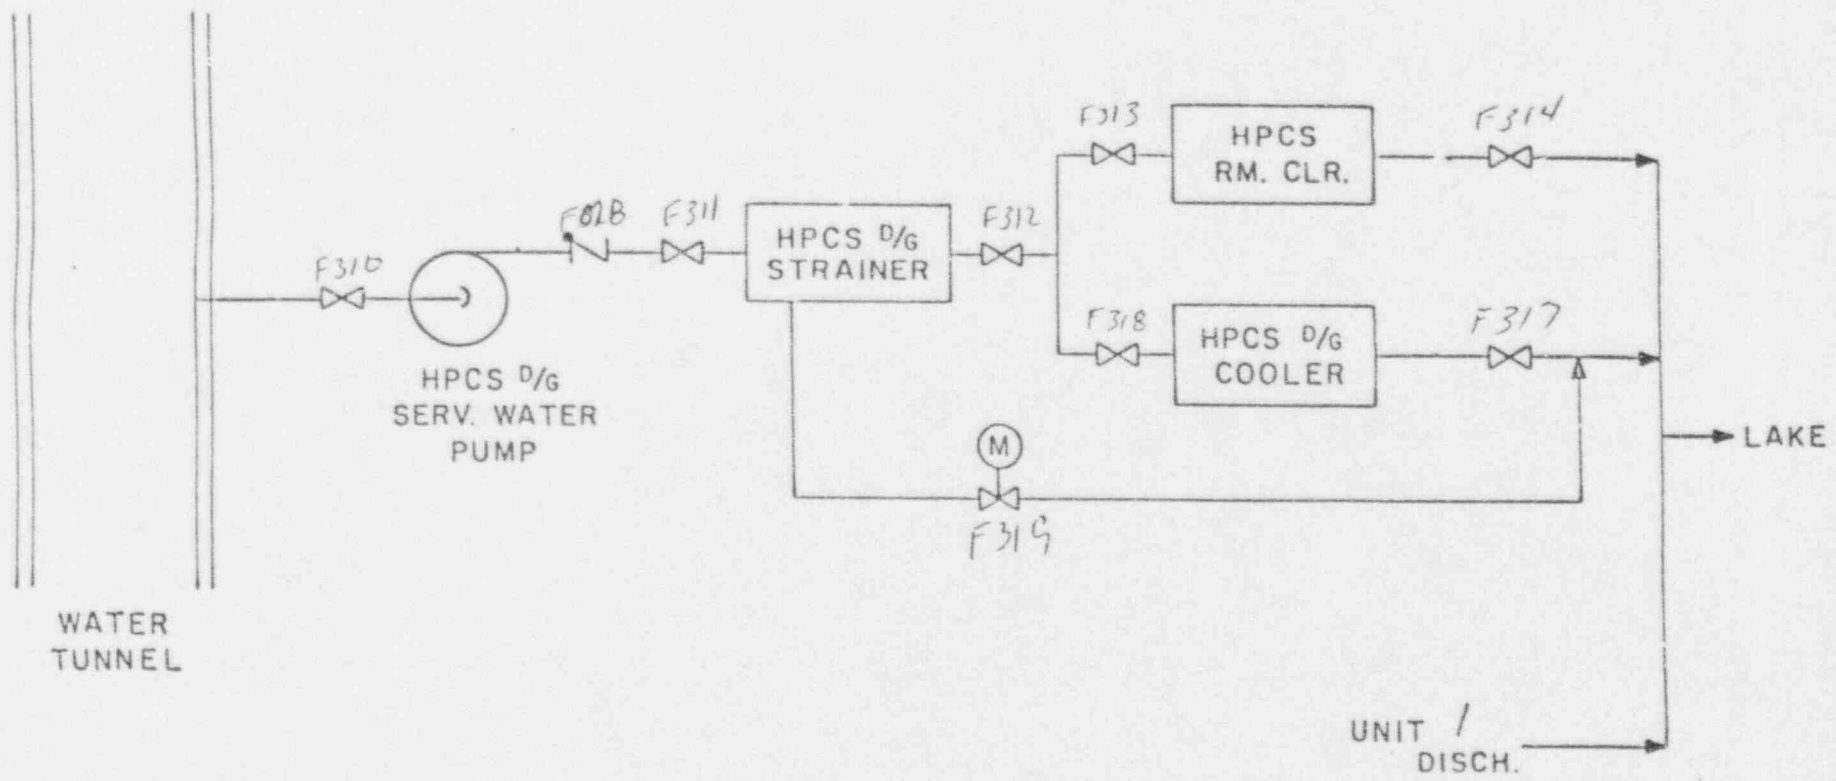 F313
F314
HPCS
RM. CLR.
F028
F311
F312
HPCS D/G
STRAINER
F310
F318
F317
HPCS D/G
COOLER
HPCS D/G
SERV. WATER
PUMP
M
LAKE
F319
WATER
TUNNEL
UNIT 1
DISCH.